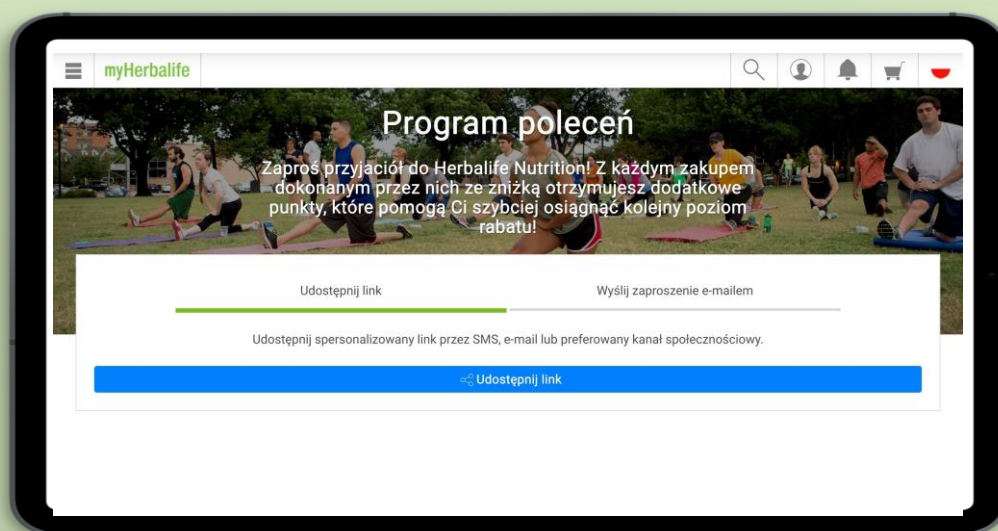 myHerbalife
Program poleceń
Zaproś przyjaciół do Herbalife Nutrition! Z każdym zakupem
dokonanym przez nich ze zniżką otrzymujesz dodatkowe
punkty, które pomogą Ci szybciej osiągnąć kolejny poziom
rabatu!
Udostępnij link
Wyślij zaproszenie e-mailem
Udostępnij spersonalizowany link przez SMS, e-mail lub preferowany kanał społecznościowy.
Udostępnij link